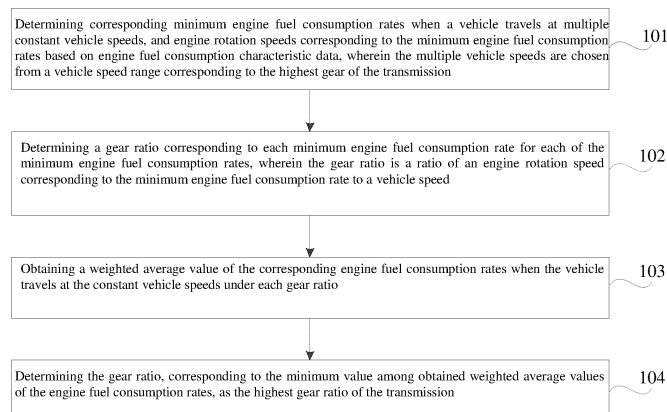 Determining corresponding minimum engine fuel consumption rates when a vehicle travels at multiple
constant vehicle speeds, and engine rotation speeds corresponding to the minimum engine fuel consumption
rates based on engine fuel consumption characteristic data, wherein the multiple vehicle speeds are chosen
from a vehicle speed range corresponding to the highest gear of the transmission
101
Determining a gear ratio corresponding to each minimum engine fuel consumption rate for each of the
minimum engine fuel consumption rates, wherein the gear ratio is a ratio of an engine rotation speed
corresponding to the minimum engine fuel consumption rate to a vehicle speed
102
Obtaining a weighted average value of the corresponding engine fuel consumption rates when the vehicle
travels at the constant vehicle speeds under each gear ratio
103
Determining the gear ratio, corresponding to the minimum value among obtained weighted average values
of the engine fuel consumption rates, as the highest gear ratio of the transmission
104